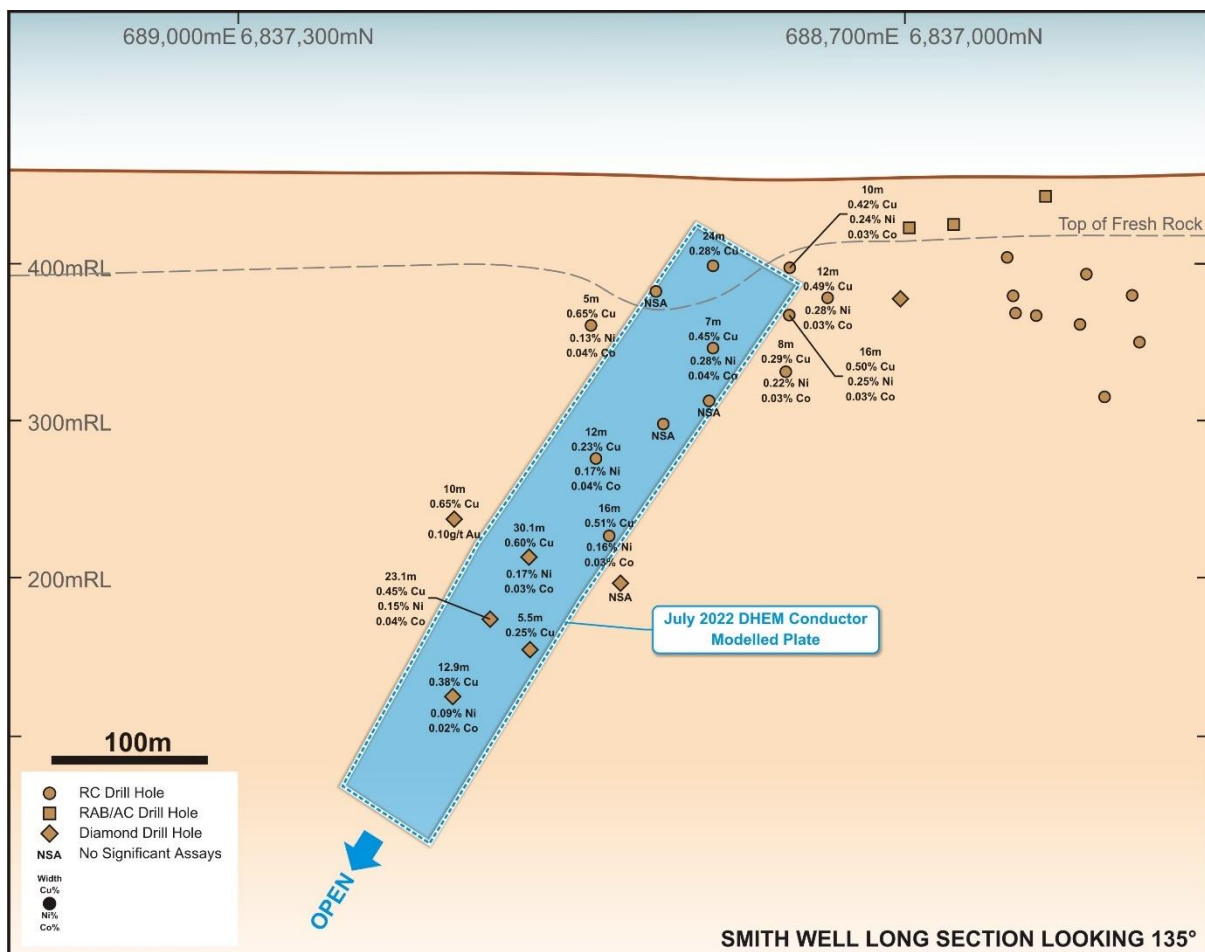 689,000mE 6,837,300mN
688,700mE 6,837,000mN
10m
0.42% Cu
0.24% Ni
0.03% Co
Top of Fresh Rock
24m
0.28% Cu
400mRL
12m
0.49% Cu
0.28% Ni
0.03% Co
NSA
5m
0.65% Cu
0.13% Ni
0.04% Co
7m
0.45% Cu
0.28% Ni
0.04% Co
8m
0.29% Cu
0.22% Ni
0.03% Co
16m
0.50% Cu
0.25% Ni
0.03% Co
300mRL
NSA
NSA
12m
0.23% Cu
0.17% Ni
0.04% Co
10m
0.65% Cu
0.10g/t Au
16m
0.51% Cu
0.16% Ni
0.03% Co
30.1m
0.60% Cu
0.17% Ni
0.03% Co
200mRL
NSA
23.1m
0.45% Cu
0.15% Ni
0.04% Co
5.5m
0.25% Cu
July 2022 DHEM Conductor
Modelled Plate
12.9m
0.38% Cu
0.09% Ni
0.02% Co
100m
RC Drill Hole
RAB/AC Drill Hole
Diamond Drill Hole
NSA No Significant Assays
Width
Cu%
Ni%
Co%
OPEN
SMITH WELL LONG SECTION LOOKING 135°